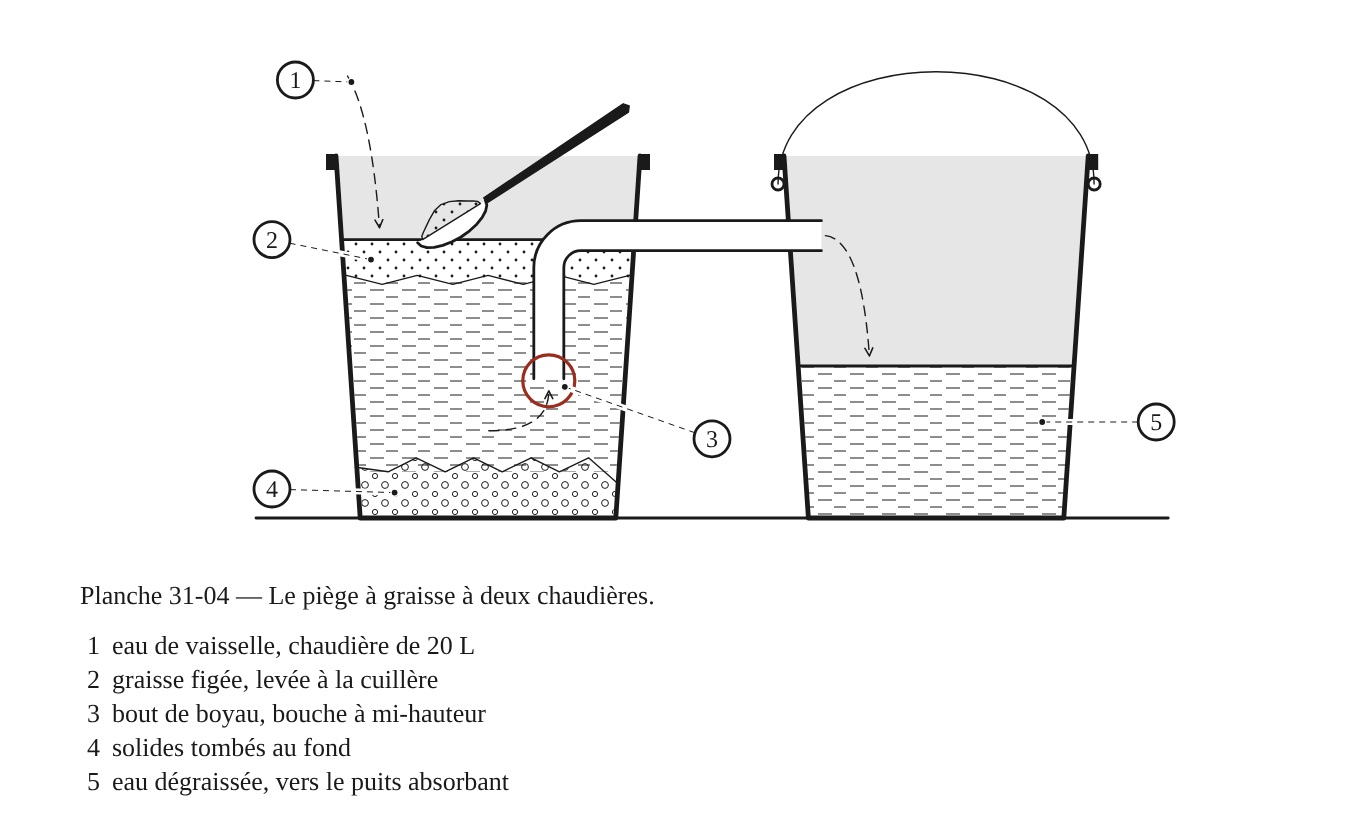 1
2
3
4
5
Planche 31-04 — Le piège à graisse à deux chaudières.
1 eau de vaisselle, chaudière de 20 L
2 graisse figée, levée à la cuillère
3 bout de boyau, bouche à mi-hauteur
4 solides tombés au fond
5 eau dégraissée, vers le puits absorbant